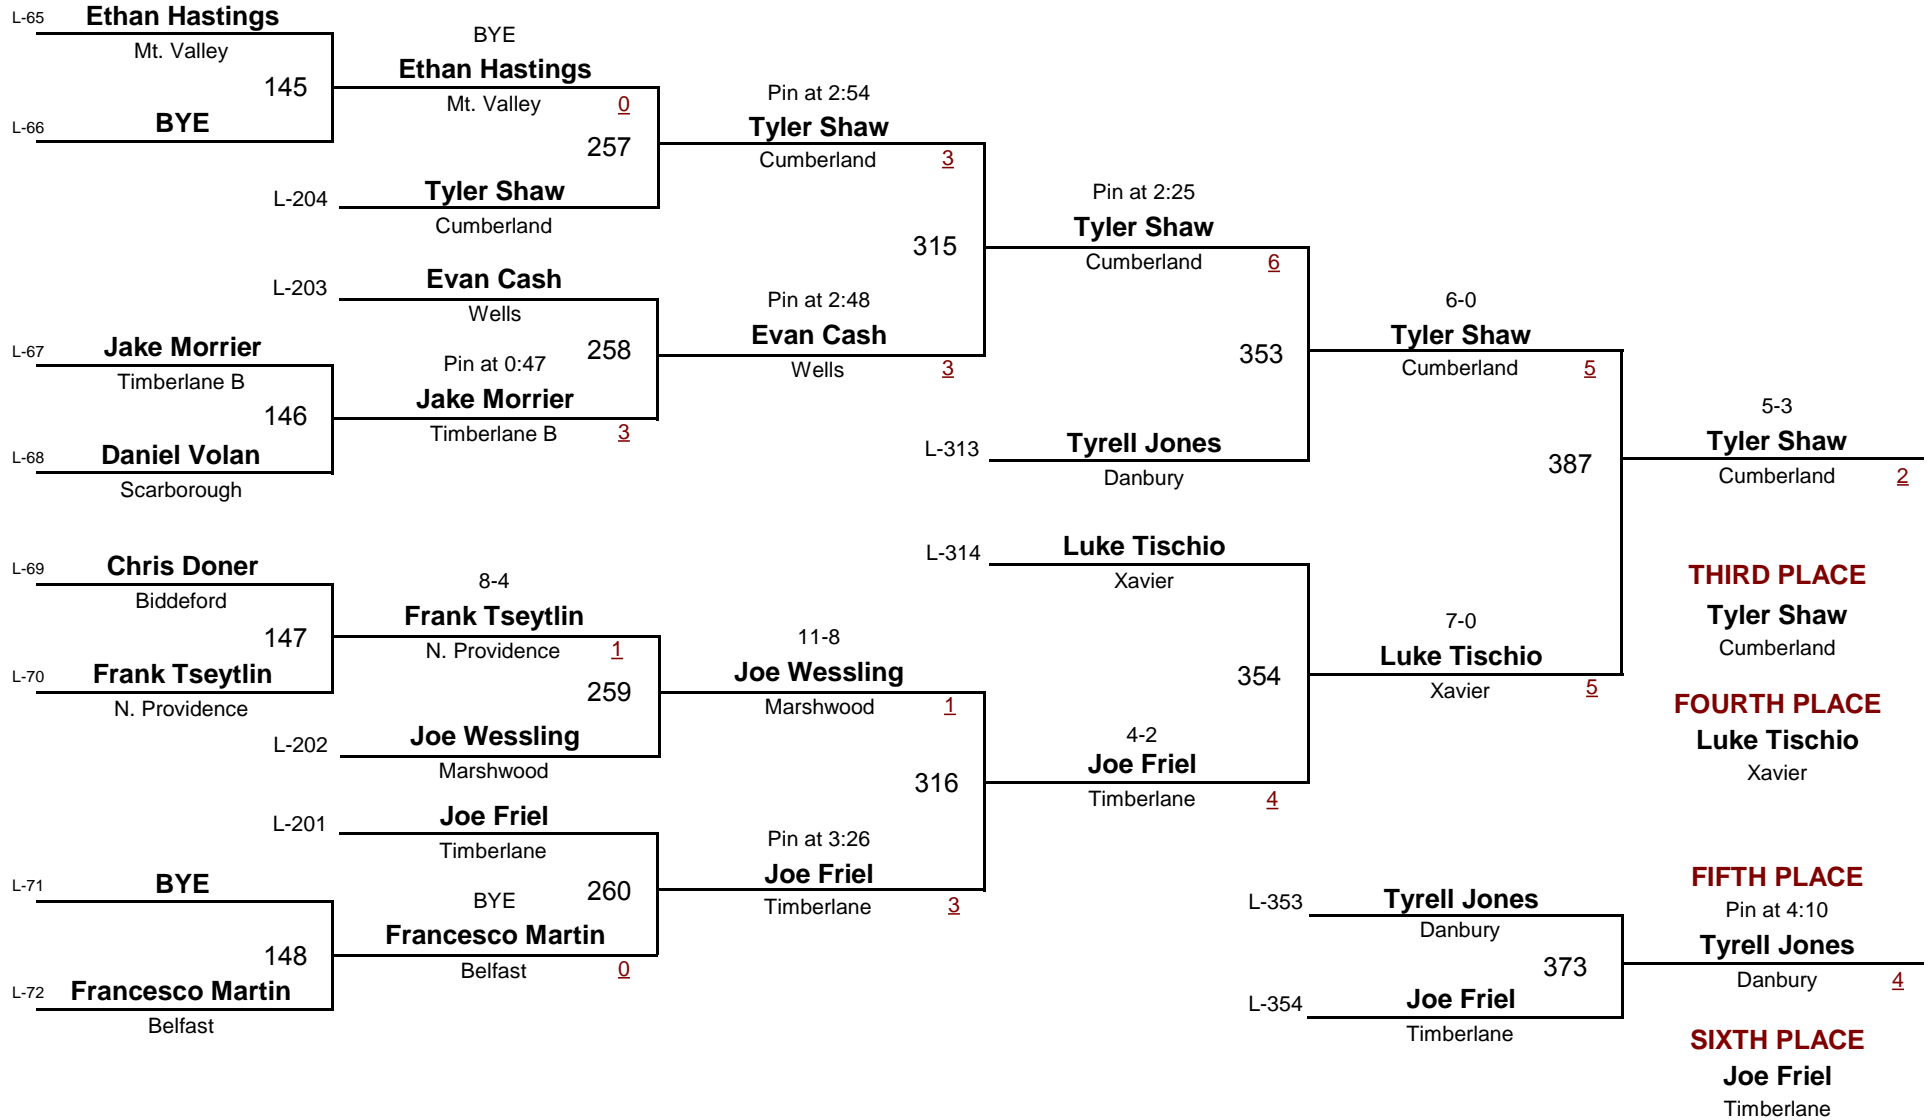 L-65
Ethan Hastings
Mt. Valley
145
L-66
BYE
BYE
Ethan Hastings
Mt. Valley
0
257
L-204
Tyler Shaw
Cumberland
Pin at 2:54
Tyler Shaw
Cumberland
3
L-203
Evan Cash
Wells
258
L-67
Jake Morrier
Timberlane B
146
L-68
Daniel Volan
Scarborough
Pin at 0:47
Jake Morrier
Timberlane B
3
Pin at 2:48
Evan Cash
Wells
3
315
Pin at 2:25
Tyler Shaw
Cumberland
6
353
L-313
Tyrell Jones
Danbury
6-0
Tyler Shaw
Cumberland
5
387
5-3
Tyler Shaw
Cumberland
2
L-69
Chris Doner
Biddeford
147
L-70
Frank Tseytlin
N. Providence
8-4
Frank Tseytlin
N. Providence
1
259
L-202
Joe Wessling
Marshwood
11-8
Joe Wessling
Marshwood
1
316
L-201
Joe Friel
Timberlane
260
L-71
BYE
148
L-72
Francesco Martin
Belfast
BYE
Francesco Martin
Belfast
0
Pin at 3:26
Joe Friel
Timberlane
3
L-314
Luke Tischio
Xavier
354
4-2
Joe Friel
Timberlane
4
7-0
Luke Tischio
Xavier
5
THIRD PLACE
Tyler Shaw
Cumberland
FOURTH PLACE
Luke Tischio
Xavier
L-353
Tyrell Jones
Danbury
373
L-354
Joe Friel
Timberlane
FIFTH PLACE
Pin at 4:10
Tyrell Jones
Danbury
4
SIXTH PLACE
Joe Friel
Timberlane